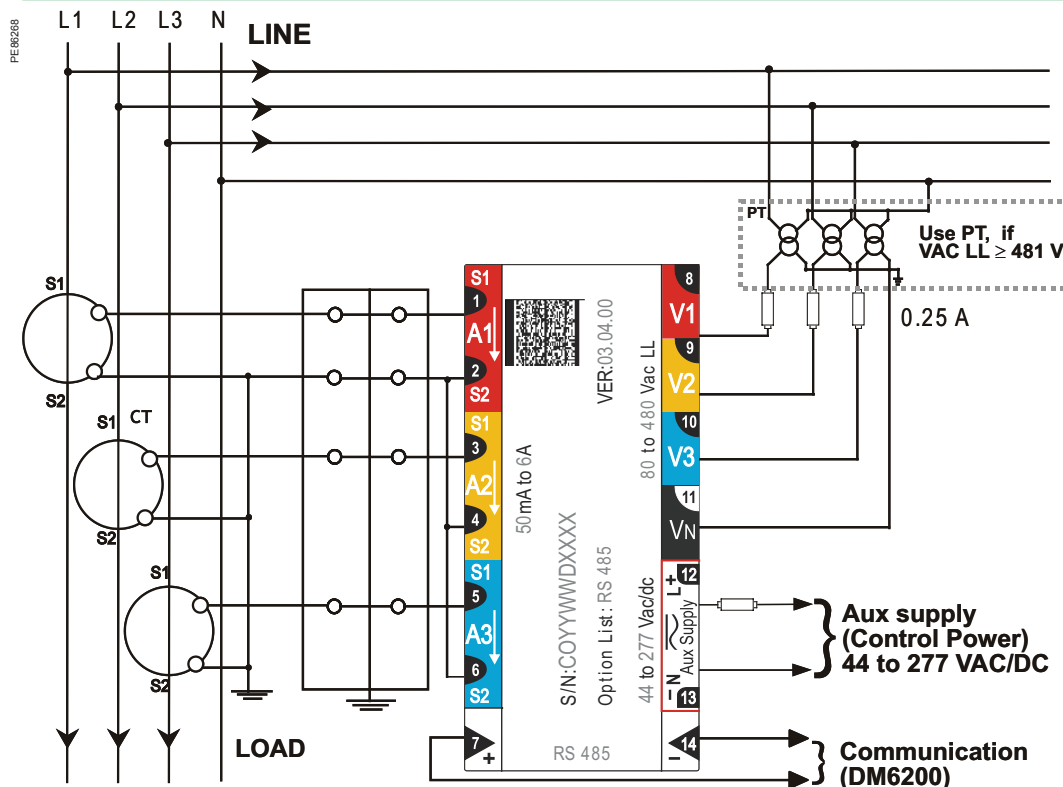 PE86268
L1 L2 L3 N
LINE
PT
Use PT, if
VAC LL ≥ 481 V
0.25 A
S1
S2
S1 CT
S2
S1
S2
S1
1
A1
2
S2
S1
3
A2
4
S2
S1
5
A3
6
S2
7
+
VER:03.04.00
50mA to 6A
80 to 480 Vac LL
S/N:COYYWWDXXXX
Option List: RS 485
44 to 277 Vac/dc
RS 485
8
V1
9
V2
10
V3
11
VN
12
L+
Aux Supply
–N
13
14
–
Aux supply
(Control Power)
44 to 277 VAC/DC
LOAD
Communication
(DM6200)